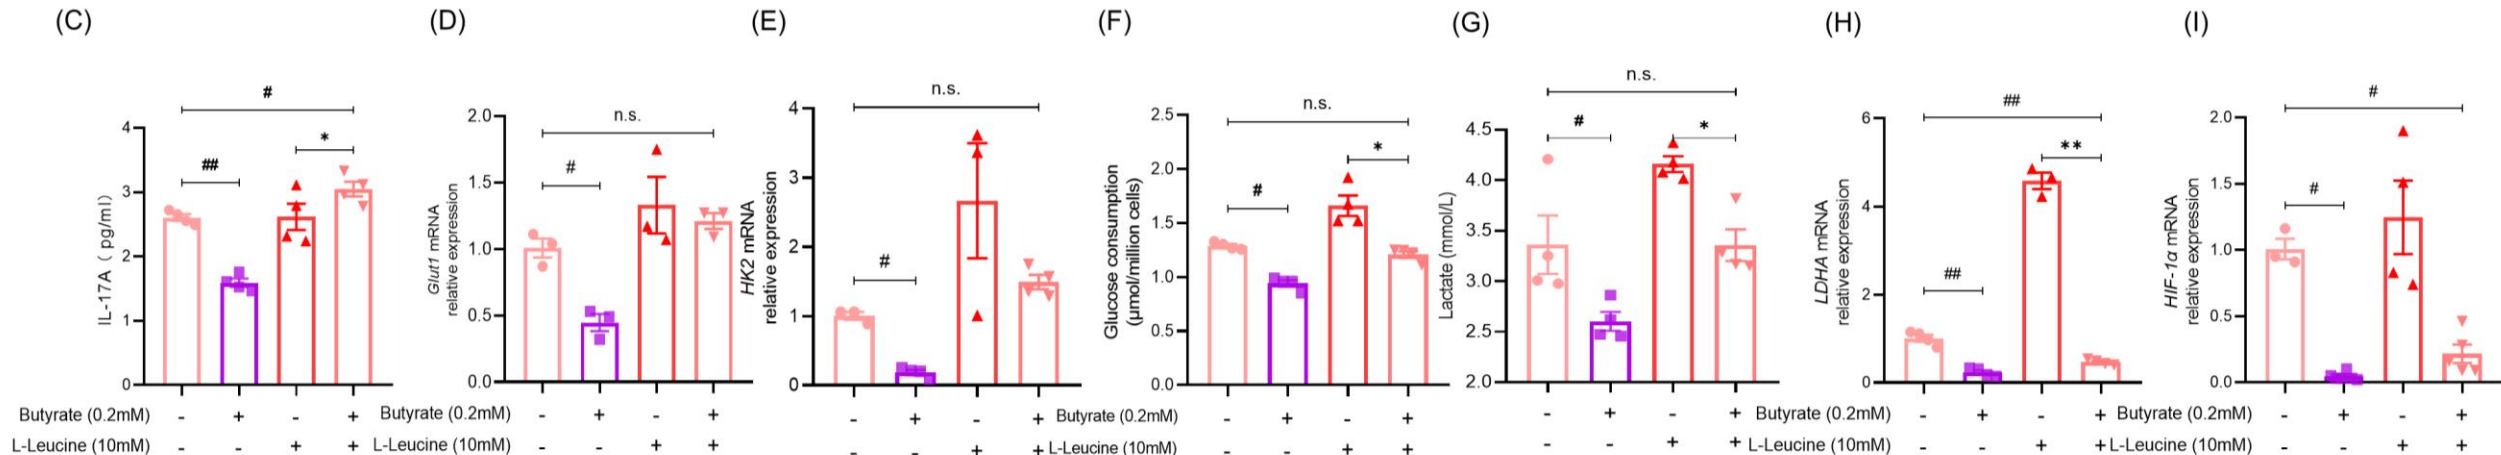 (C)
#
*
##
4
3
2
1
0
IL-17A ( pg/ml)
Butyrate (0.2mM) - + - +
L-Leucine (10mM) - - + +
(D)
n.s.
#
2.0
1.5
1.0
0.5
0.0
Glut1 mRNA
relative expression
Butyrate (0.2mM) - + - +
L-Leucine (10mM) - - + +
(E)
n.s.
#
4
3
2
1
0
HK2 mRNA
relative expression
- + - +
- - + +
(F)
n.s.
*
#
2.5
2.0
1.5
1.0
0.5
0.0
Glucose consumption
(μmol/million cells)
Butyrate (0.2mM) - + - +
L-Leucine (10mM) - - + +
(G)
n.s.
#
*
4.5
4.0
3.5
3.0
2.5
2.0
Lactate (mmol/L)
- + - +
- - + +
(H)
##
**
##
6
4
2
0
LDHA mRNA
relative expression
Butyrate (0.2mM) - + - +
L-Leucine (10mM) - - + +
(I)
#
#
2.0
1.5
1.0
0.5
0.0
HIF-1α mRNA
relative expression
Butyrate (0.2mM) - + - +
L-Leucine (10mM) - - + +